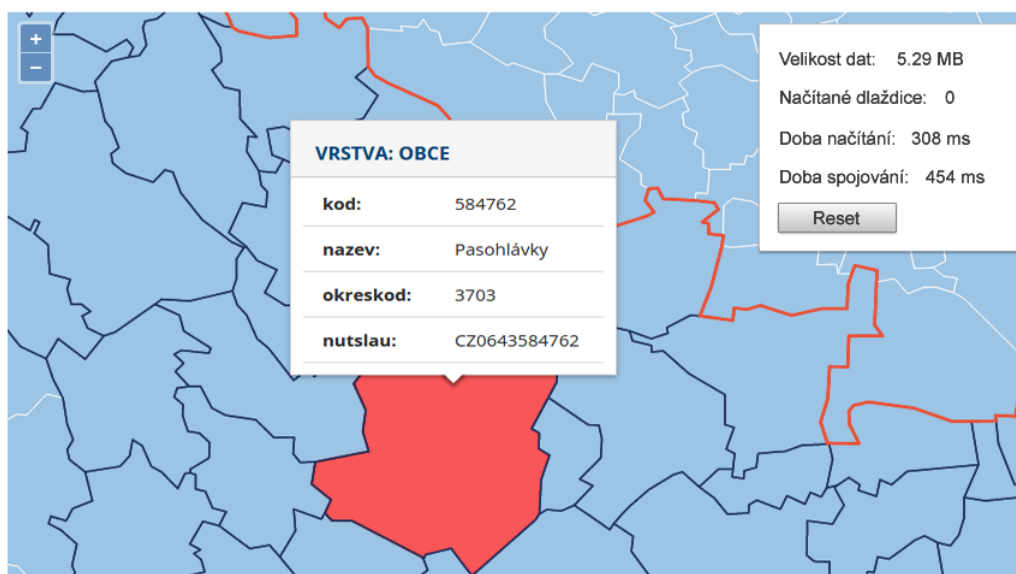 +
−
VRSTVA: OBCE
kod: 584762
nazev: Pasohlávky
okreskod: 3703
nutslau: CZ0643584762
Velikost dat: 5.29 MB
Načítané dlaždice: 0
Doba načítání: 308 ms
Doba spojování: 454 ms
Reset